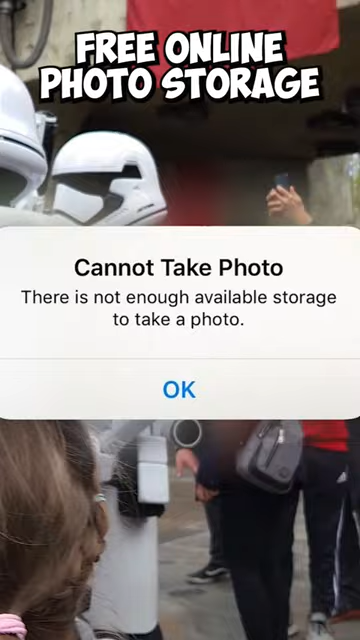 FREE ONLINE
PHOTO STORAGE
Cannot Take Photo
There is not enough available storage
to take a photo.
OK